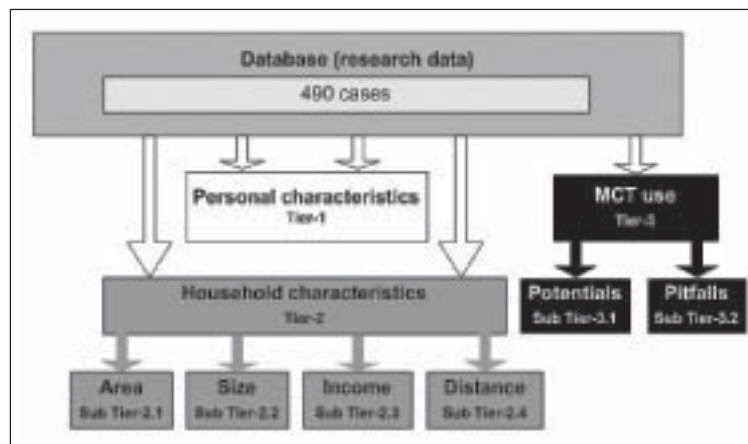 Database (research data)
490 cases
Personal characteristics
Tier-1
MCT use
Tier-3
Household characteristics
Tier-2
Potentials
Sub Tier-3.1
Pitfalls
Sub Tier-3.2
Area
Sub Tier-2.1
Size
Sub Tier-2.2
Income
Sub Tier-2.3
Distance
Sub Tier-2.4